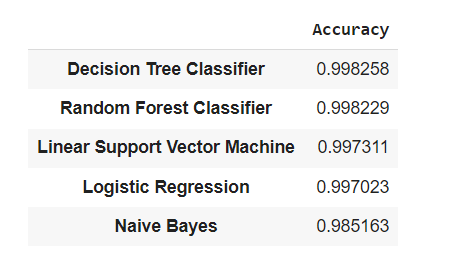 Accuracy
Decision Tree Classifier 0.998258
Random Forest Classifier 0.998229
Linear Support Vector Machine 0.997311
Logistic Regression 0.997023
Naive Bayes 0.985163